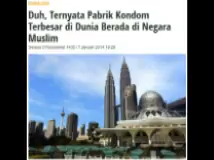 Duh, Ternyata Pabrik Kondom
Terbesar di Dunia Berada di Negara
Muslim